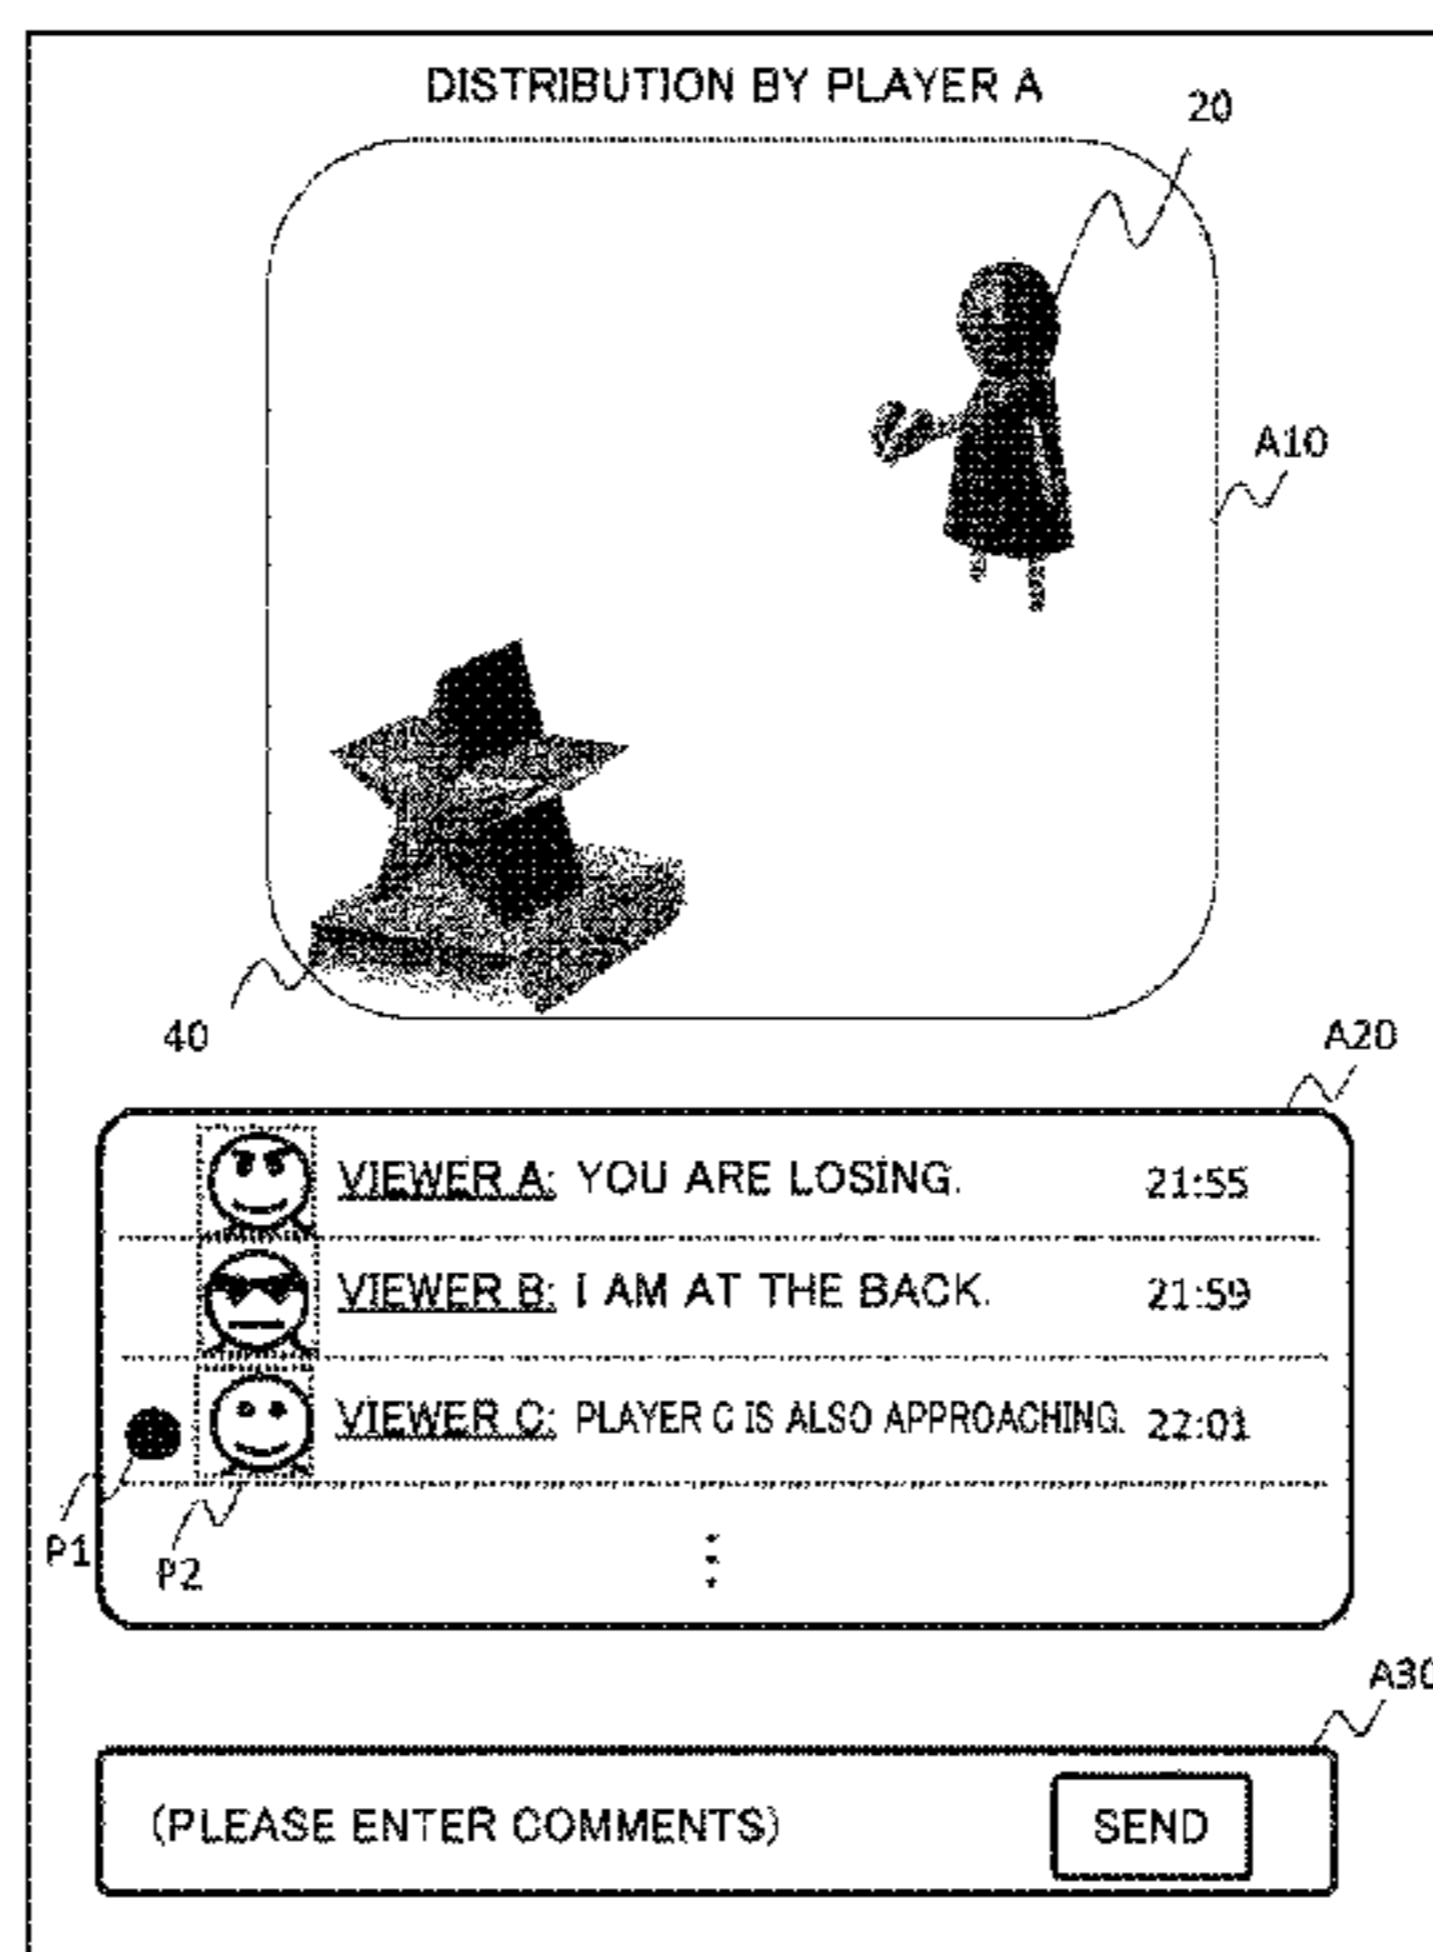 DISTRIBUTION BY PLAYER A
20
A10
40
A20
VIEWER A: YOU ARE LOSING. 21:55
VIEWER B: I AM AT THE BACK. 21:59
VIEWER C: PLAYER C IS ALSO APPROACHING. 22:01
P1
P2
A30
(PLEASE ENTER COMMENTS) SEND